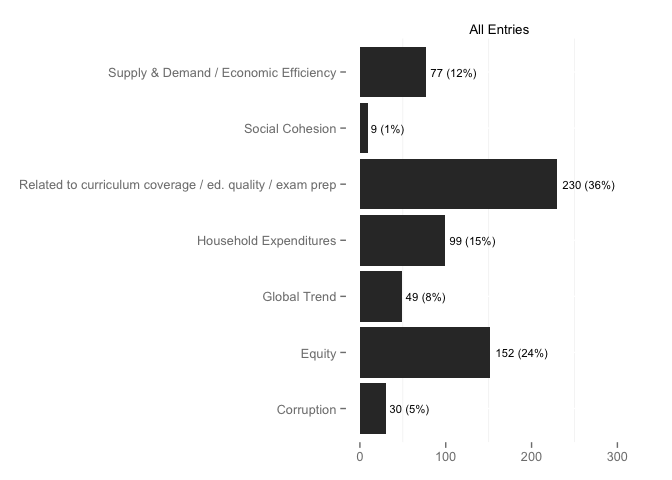 All Entries
Supply & Demand / Economic Efficiency
77 (12%)
Social Cohesion
9 (1%)
Related to curriculum coverage / ed. quality / exam prep
230 (36%)
Household Expenditures
99 (15%)
Global Trend
49 (8%)
Equity
152 (24%)
Corruption
30 (5%)
0 100 200 300